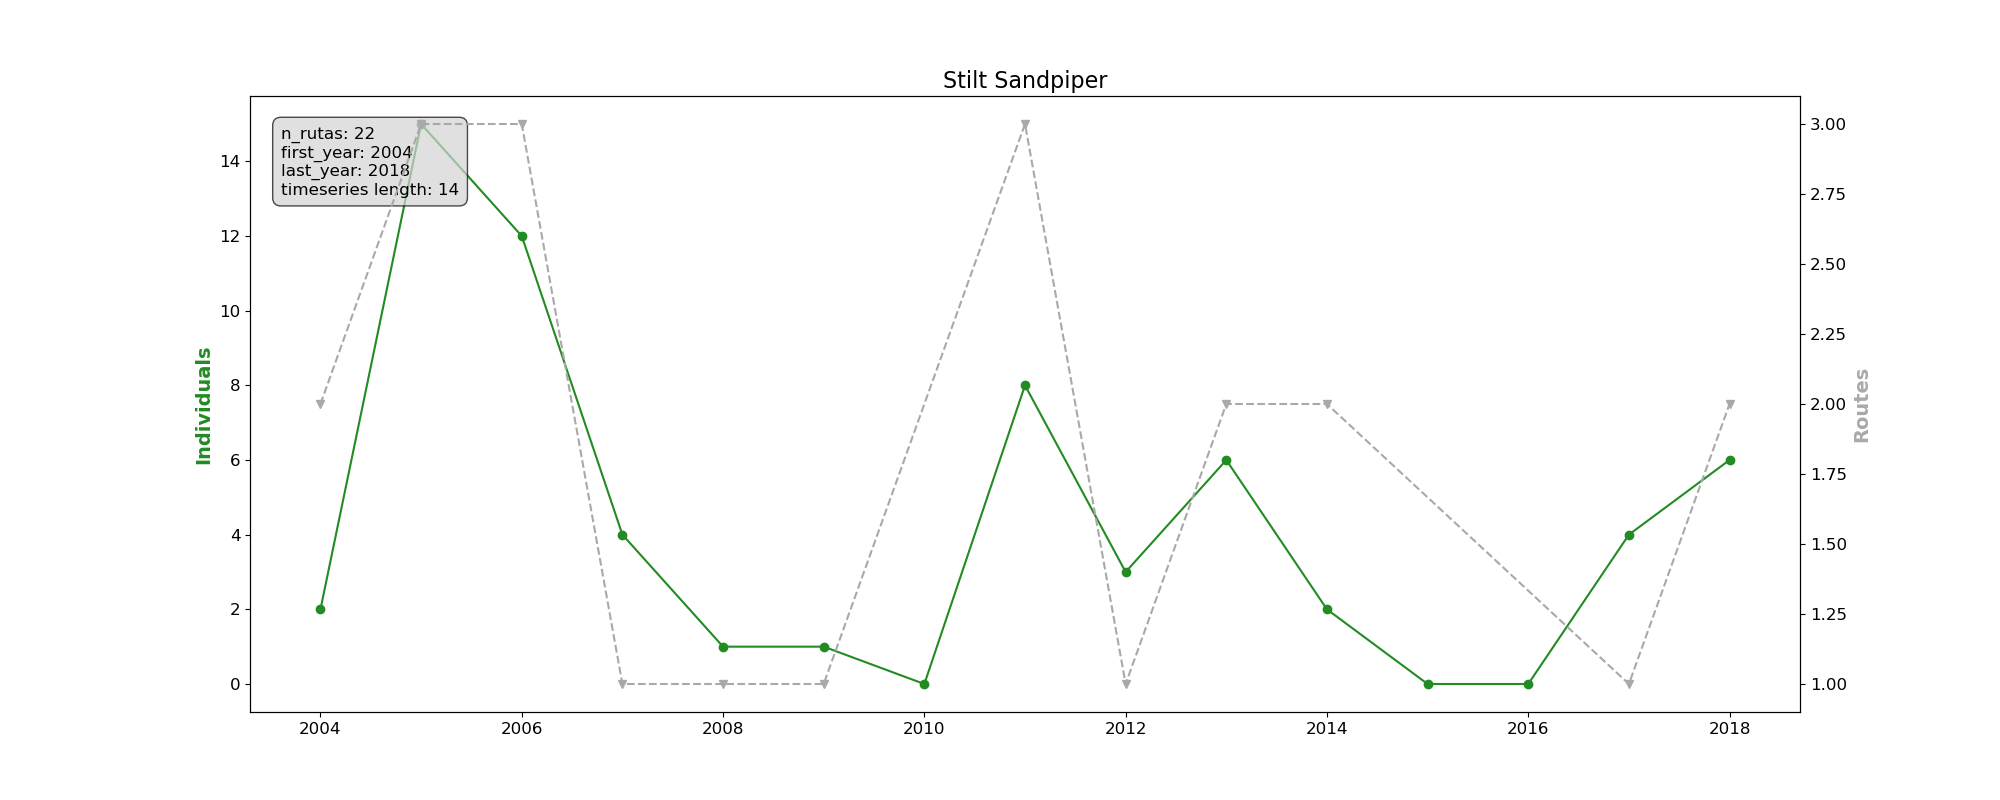 Stilt Sandpiper
n_rutas: 22
first_year: 2004
last_year: 2018
timeseries length: 14
Individuals
14
12
10
8
6
4
2
0
3.00
2.75
2.50
2.25
2.00
1.75
1.50
1.25
1.00
Routes
2004 2006 2008 2010 2012 2014 2016 2018